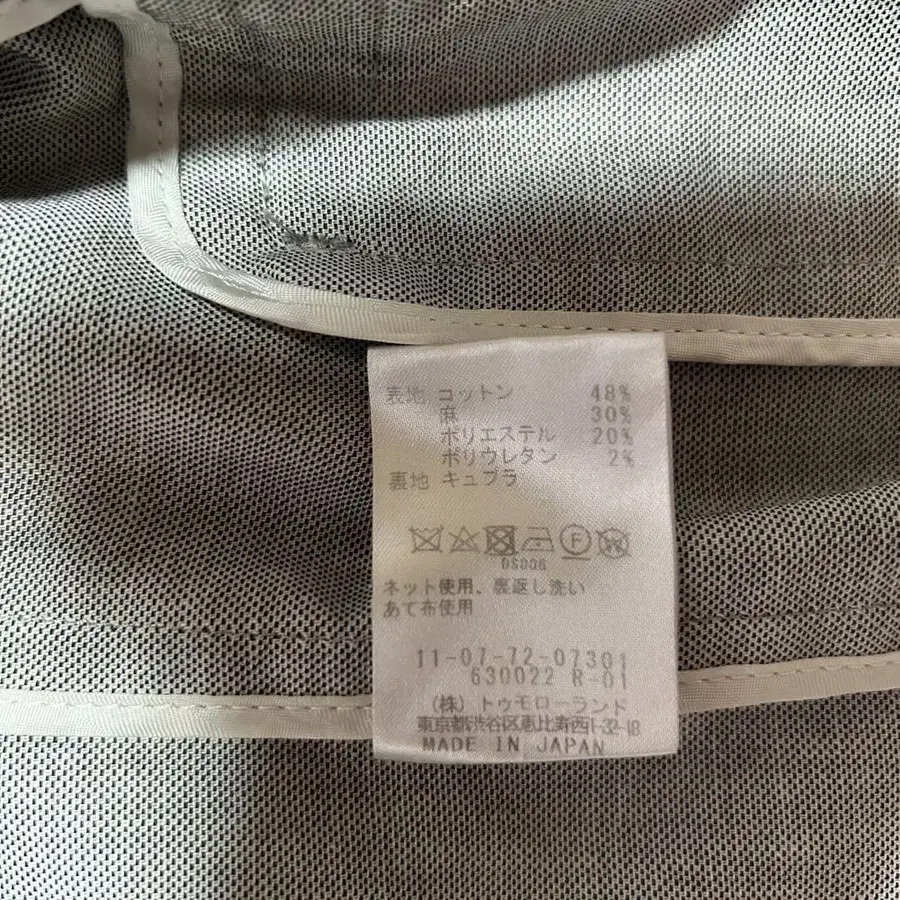 表地 コットン 48%
麻 30%
ポリエステル 20%
ポリウレタン 2%
裏地 キュプラ
ネット使用、裏返し洗い
あて布使用
11-07-72-07301
630022 R-01
(株) トゥモローランド
東京都渋谷区恵比寿西1-32-18
MADE IN JAPAN